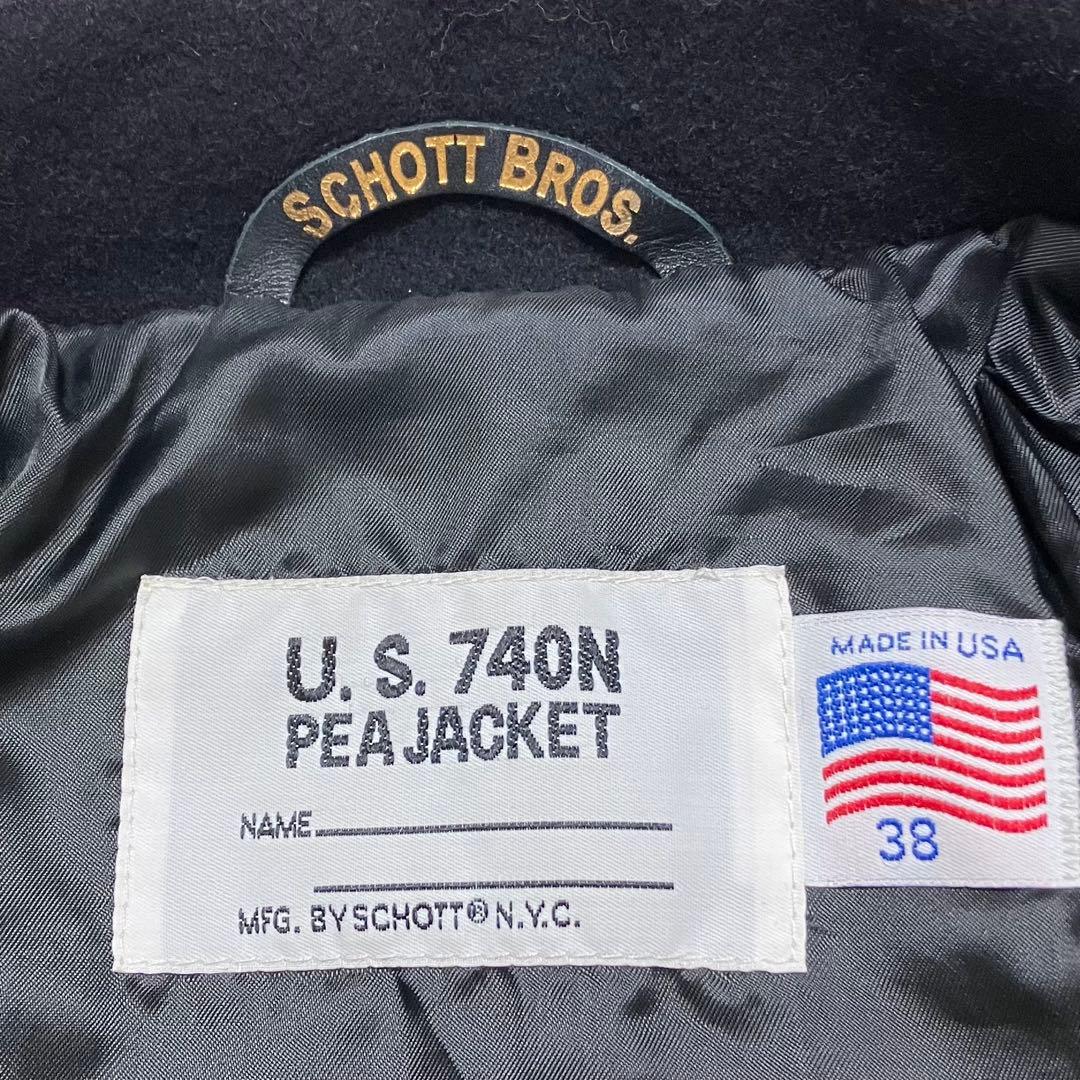 SCHOTT BROS.
U. S. 740N
PEA JACKET
NAME
MFG. BY SCHOTT® N.Y.C.
MADE IN USA
38